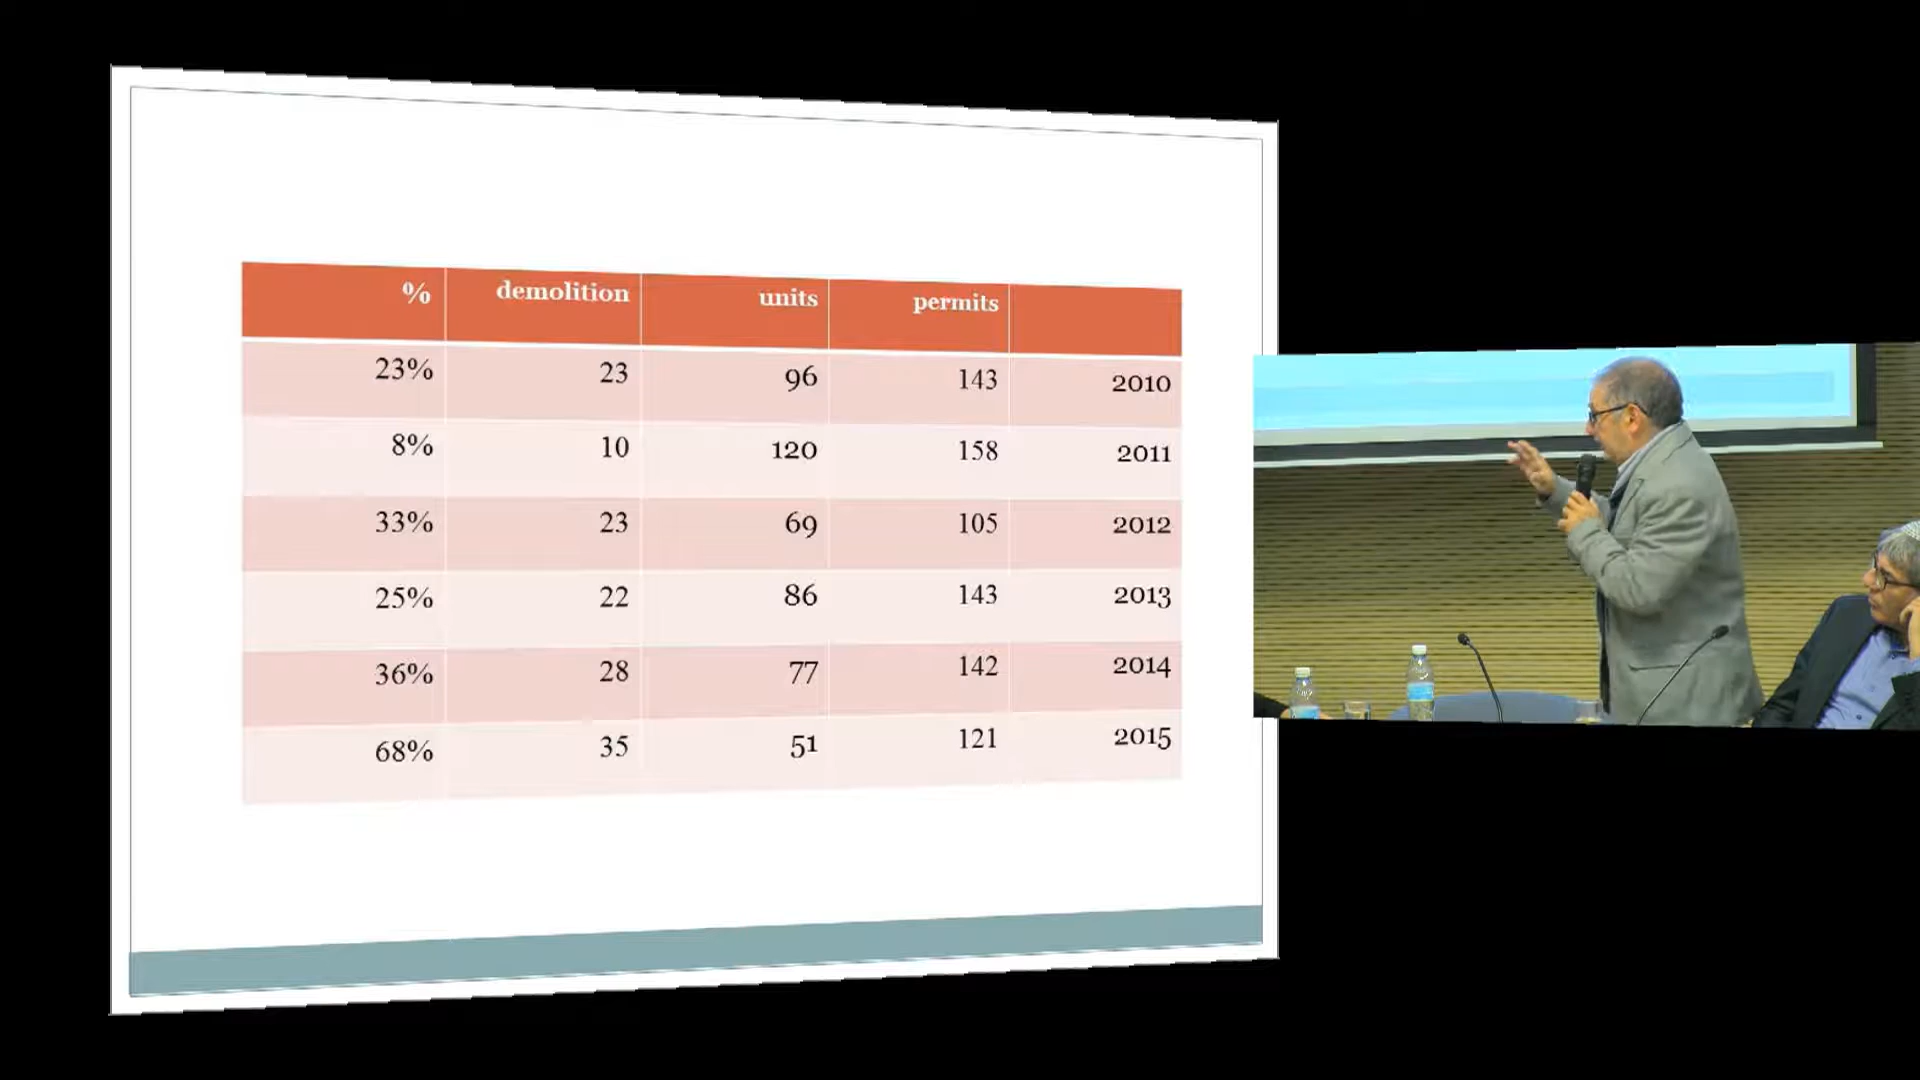 % demolition units permits
23% 23 96 143 2010
8% 10 120 158 2011
33% 23 69 105 2012
25% 22 86 143 2013
36% 28 77 142 2014
68% 35 51 121 2015